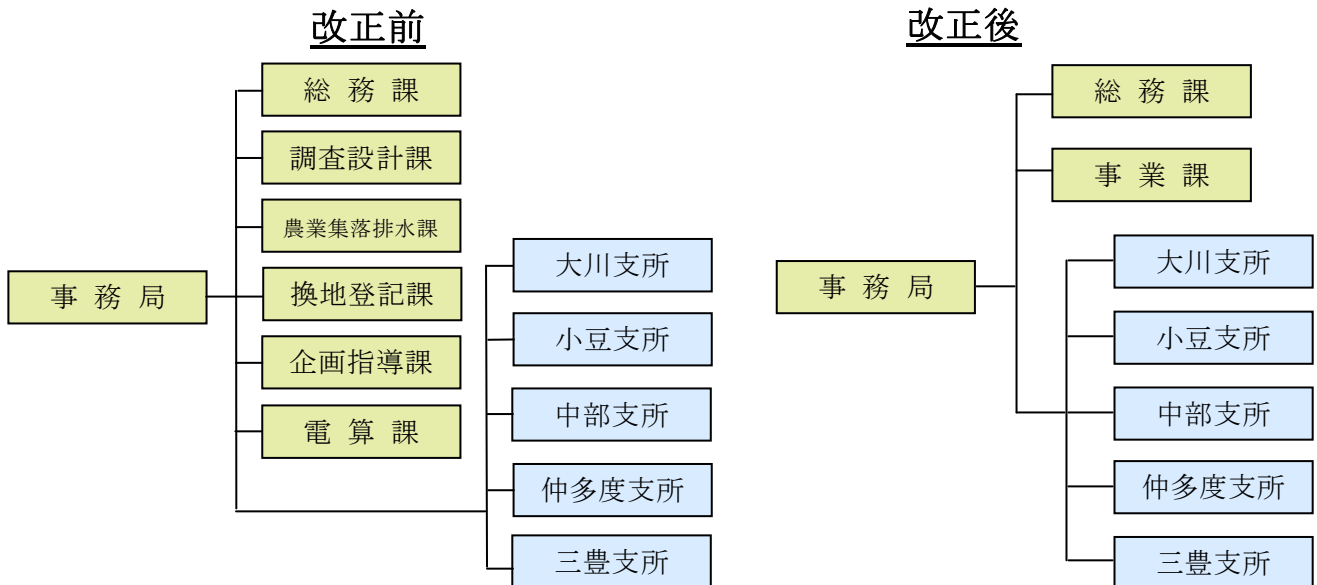 改正前
総務課
調査設計課
農業集落排水課
事務局
換地登記課
企画指導課
電算課
大川支所
小豆支所
中部支所
仲多度支所
三豊支所
改正後
総務課
事業課
事務局
大川支所
小豆支所
中部支所
仲多度支所
三豊支所